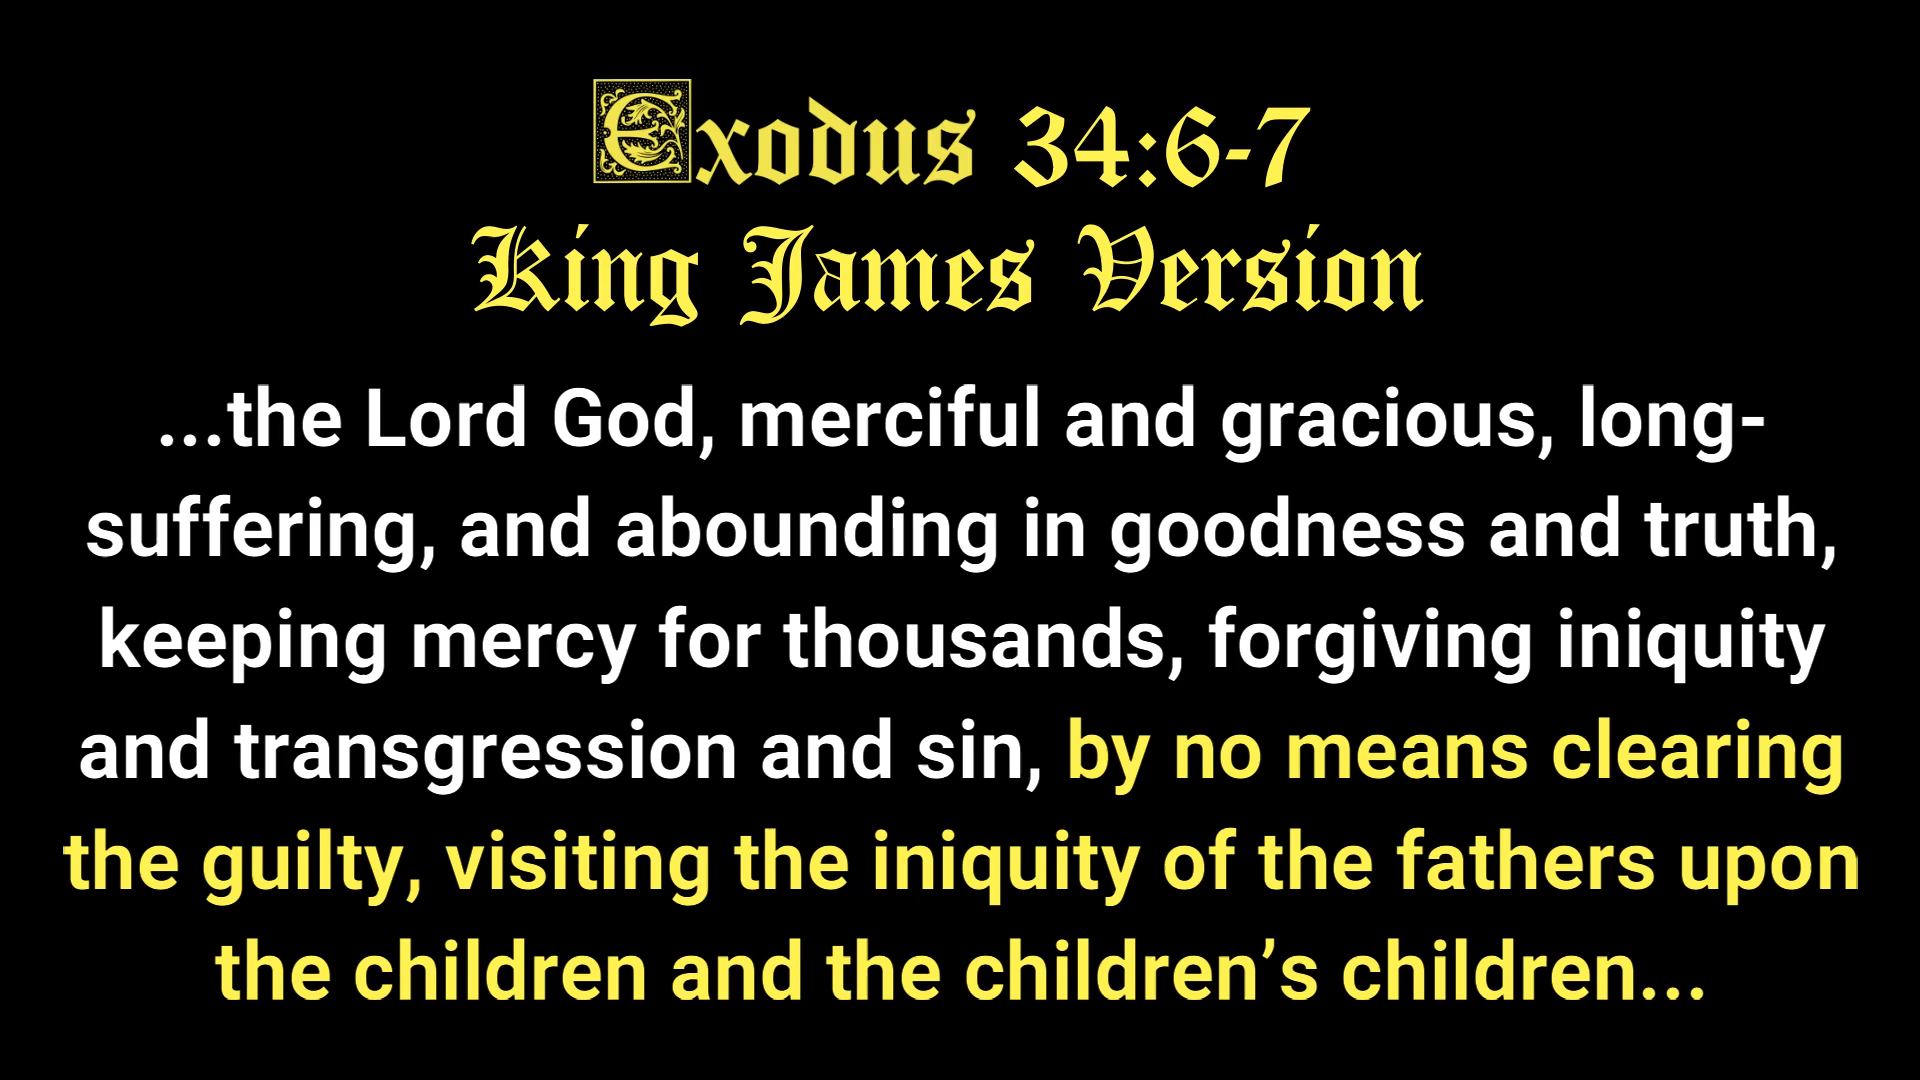 Exodus 34:6-7
King James Version
...the Lord God, merciful and gracious, long-
suffering, and abounding in goodness and truth,
keeping mercy for thousands, forgiving iniquity
and transgression and sin, by no means clearing
the guilty, visiting the iniquity of the fathers upon
the children and the children’s children...